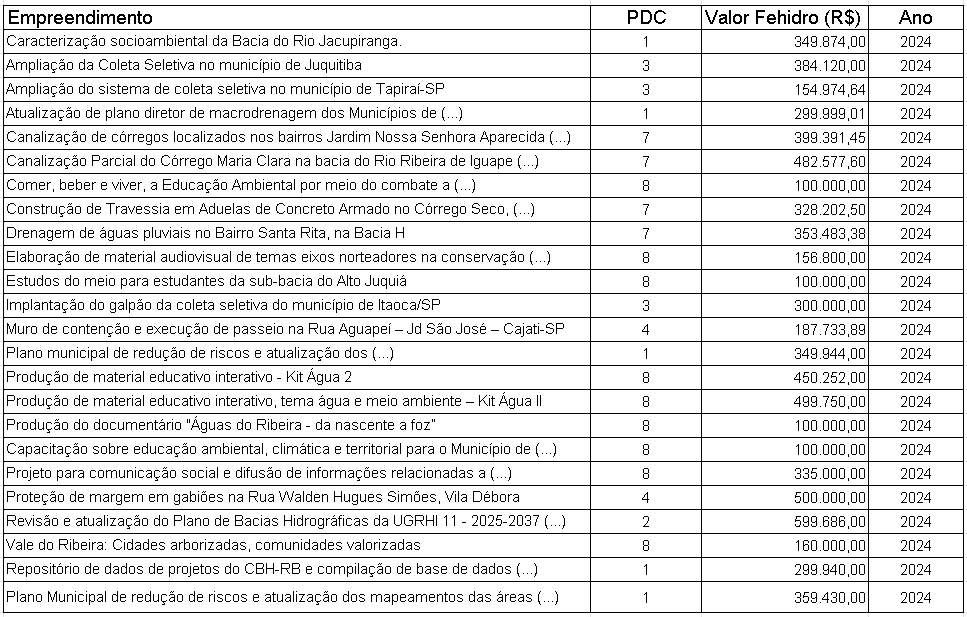 Empreendimento PDC Valor Fehidro (R$) Ano
Caracterização socioambiental da Bacia do Rio Jacupiranga. 1 349.874,00 2024
Ampliação da Coleta Seletiva no município de Juquitiba 3 384.120,00 2024
Ampliação do sistema de coleta seletiva no município de Tapiraí-SP 3 154.974,64 2024
Atualização de plano diretor de macrodrenagem dos Municípios de (...) 1 299.999,01 2024
Canalização de córregos localizados nos bairros Jardim Nossa Senhora Aparecida (...) 7 399.391,45 2024
Canalização Parcial do Córrego Maria Clara na bacia do Rio Ribeira de Iguape (...) 7 482.577,60 2024
Comer, beber e viver, a Educação Ambiental por meio do combate a (...) 8 100.000,00 2024
Construção de Travessia em Aduelas de Concreto Armado no Córrego Seco, (...) 7 328.202,50 2024
Drenagem de águas pluviais no Bairro Santa Rita, na Bacia H 7 353.483,38 2024
Elaboração de material audiovisual de temas eixos norteadores na conservação (...) 8 156.800,00 2024
Estudos do meio para estudantes da sub-bacia do Alto Juquiá 8 100.000,00 2024
Implantação do galpão da coleta seletiva do município de Itaoca/SP 3 300.000,00 2024
Muro de contenção e execução de passeio na Rua Aguapeí – Jd São José – Cajati-SP 4 187.733,89 2024
Plano municipal de redução de riscos e atualização dos (...) 1 349.944,00 2024
Produção de material educativo interativo - Kit Água 2 8 450.252,00 2024
Produção de material educativo interativo, tema água e meio ambiente – Kit Água II 8 499.750,00 2024
Produção do documentário "Águas do Ribeira - da nascente a foz” 8 100.000,00 2024
Capacitação sobre educação ambiental, climática e territorial para o Município de (...) 8 100.000,00 2024
Projeto para comunicação social e difusão de informações relacionadas a (...) 8 335.000,00 2024
Proteção de margem em gabiões na Rua Walden Hugues Simões, Vila Débora 4 500.000,00 2024
Revisão e atualização do Plano de Bacias Hidrográficas da UGRHI 11 - 2025-2037 (...) 2 599.686,00 2024
Vale do Ribeira: Cidades arborizadas, comunidades valorizadas 8 160.000,00 2024
Repositório de dados de projetos do CBH-RB e compilação de base de dados (...) 1 299.940,00 2024
Plano Municipal de redução de riscos e atualização dos mapeamentos das áreas (...) 1 359.430,00 2024